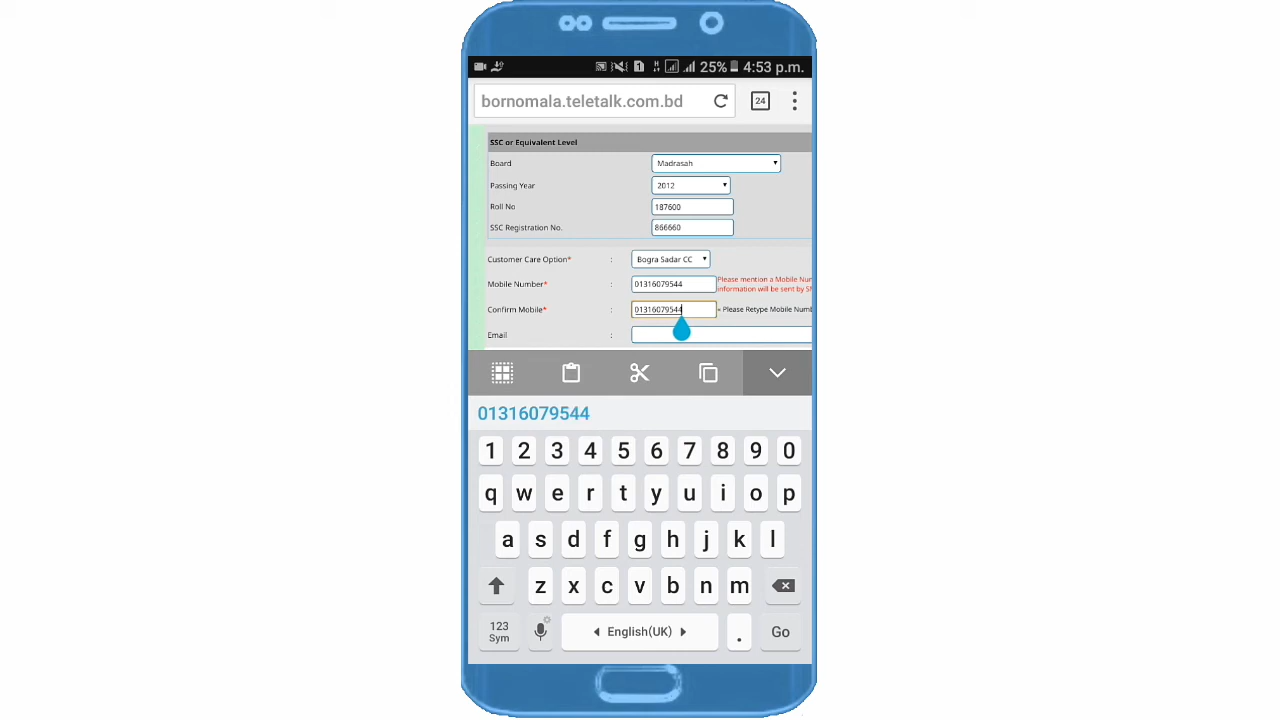 1 25% 4:53 p.m.
bornomala.teletalk.com.bd 24
SSC or Equivalent Level
Board Madrasah
Passing Year 2012
Roll No 187600
SSC Registration No. 866660
Customer Care Option* : Bogra Sadar CC
Mobile Number* : 01316079544 Please mention a Mobile Num
information will be sent by SM
Confirm Mobile* : 01316079544 * Please Retype Mobile Numb
Email :
01316079544
1 2 3 4 5 6 7 8 9 0
q w e r t y u i o p
a s d f g h j k l
z x c v b n m
123
Sym English(UK) . Go